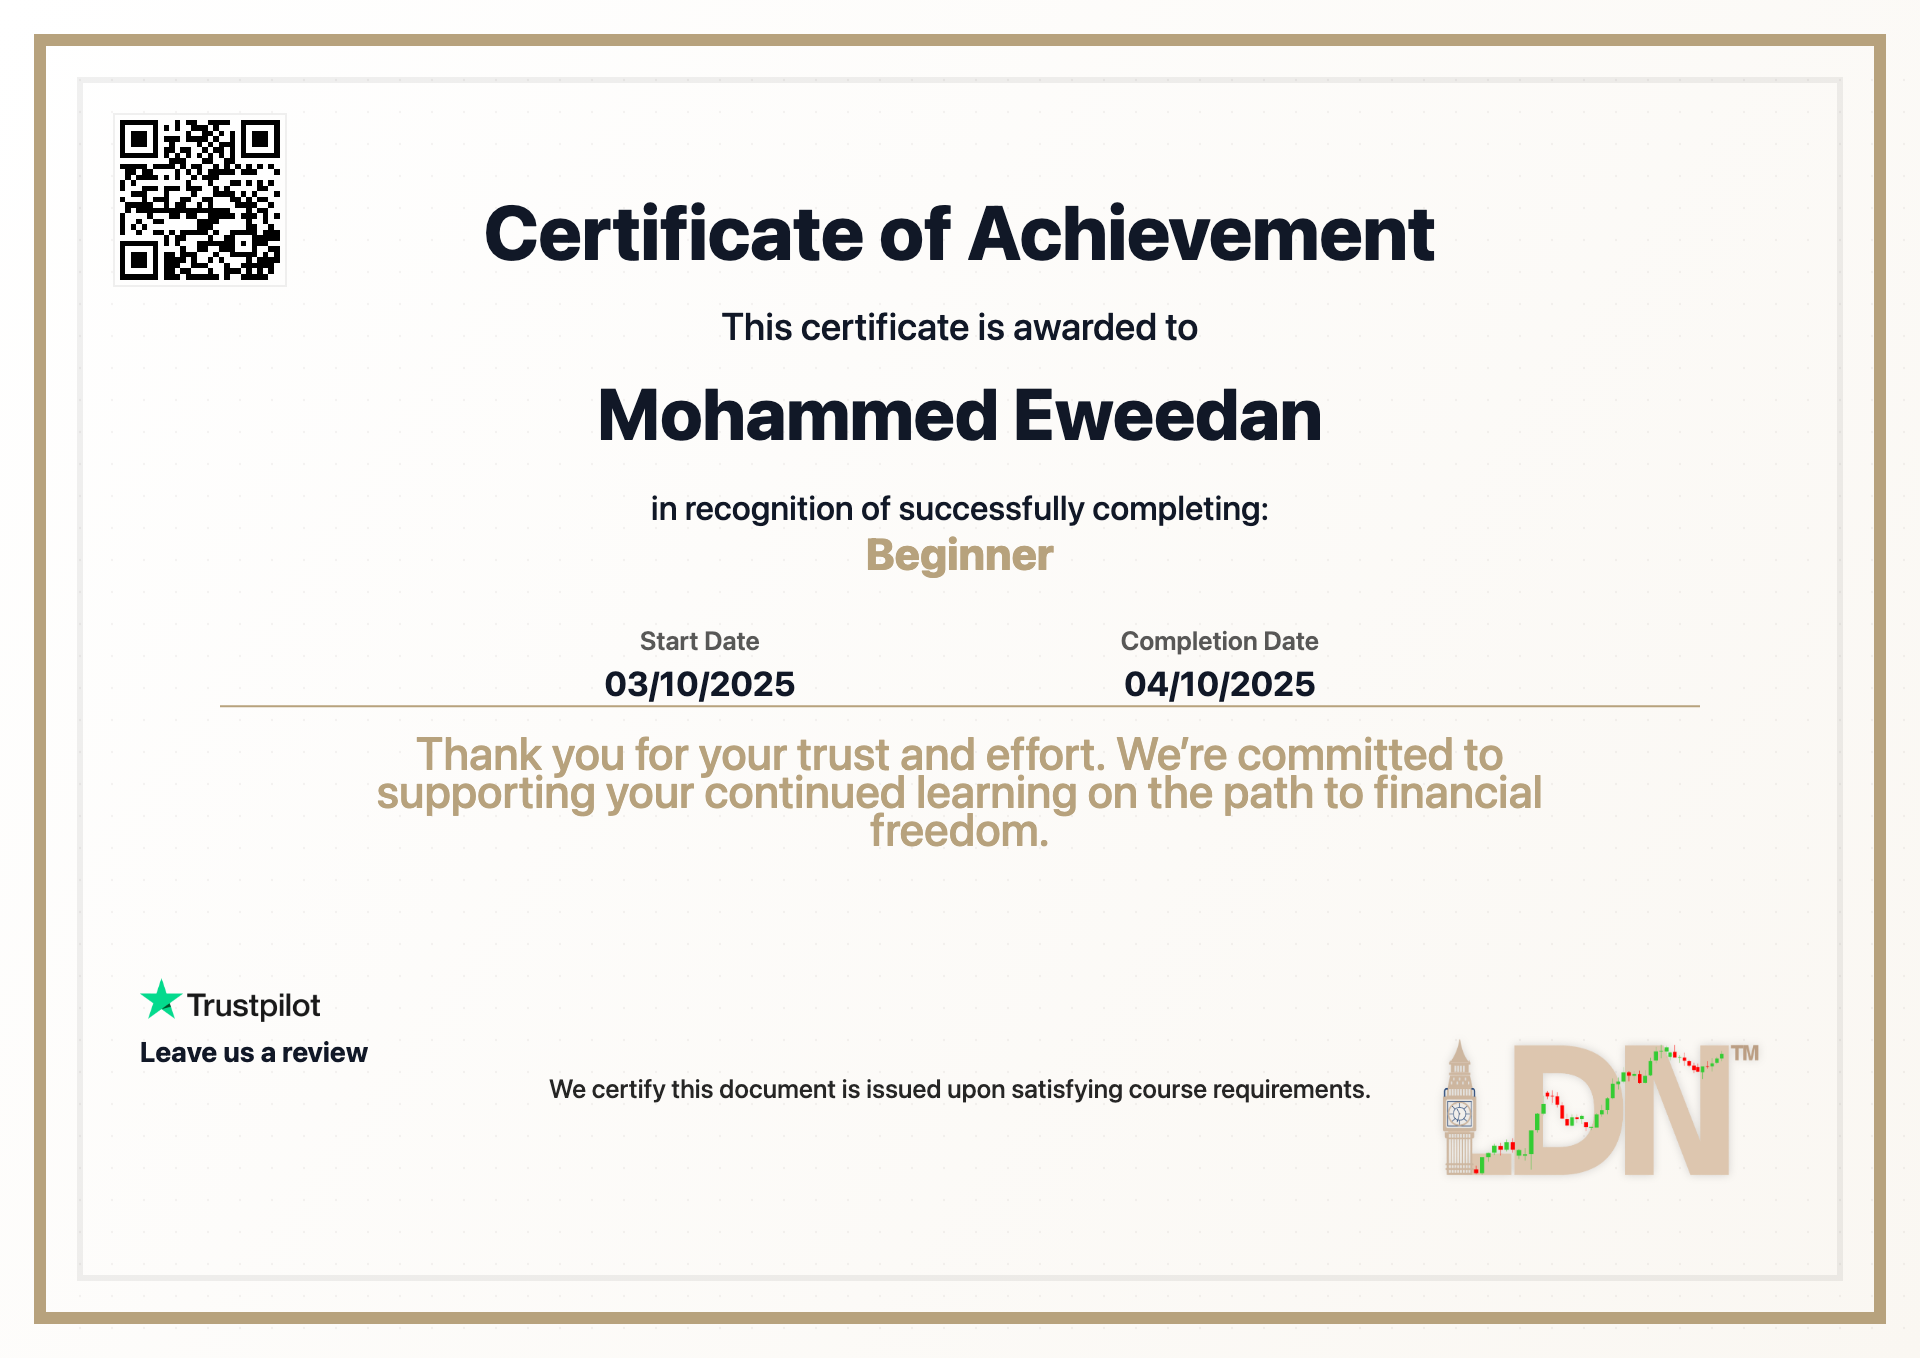 Certificate of Achievement
This certificate is awarded to
Mohammed Eweedan
in recognition of successfully completing:
Beginner
Start Date
03/10/2025
Completion Date
04/10/2025
Thank you for your trust and effort. We’re committed to
supporting your continued learning on the path to financial
freedom.
Trustpilot
Leave us a review
We certify this document is issued upon satisfying course requirements.
LDN™